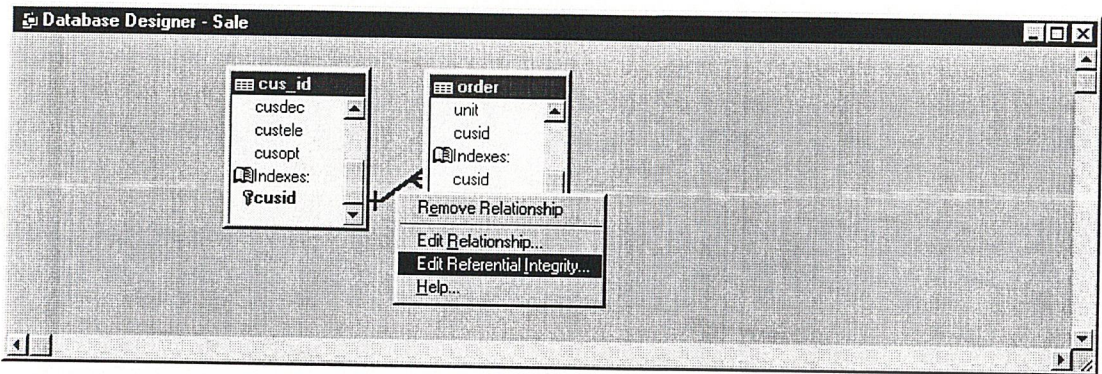 Database Designer - Sale
cus_id
cusdec
custele
cusopt
Indexes:
cusid
order
unit
cusid
Indexes:
cusid
Remove Relationship
Edit Relationship...
Edit Referential Integrity...
Help...